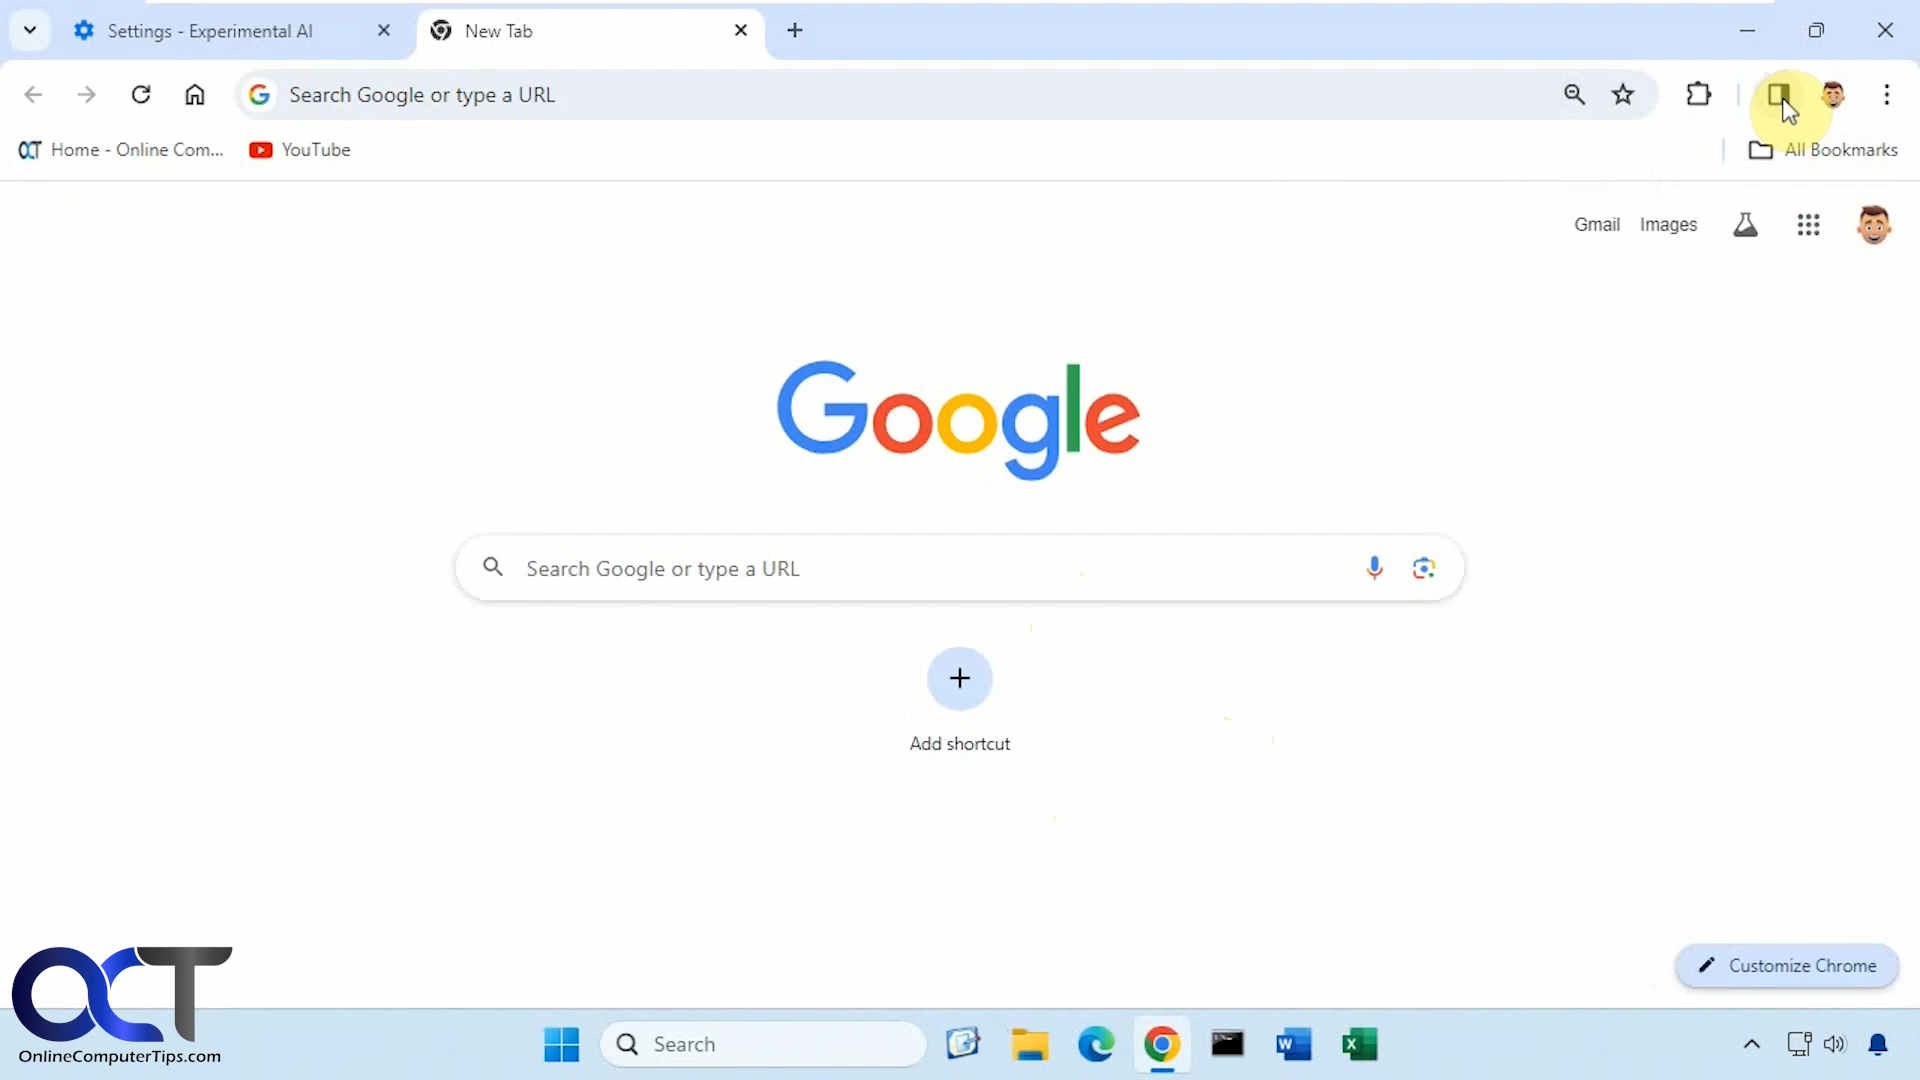 Settings - Experimental AI
New Tab
Search Google or type a URL
Home - Online Com...
YouTube
All Bookmarks
Gmail
Images
Google
Search Google or type a URL
Add shortcut
Customize Chrome
OCT
OnlineComputerTips.com
Search